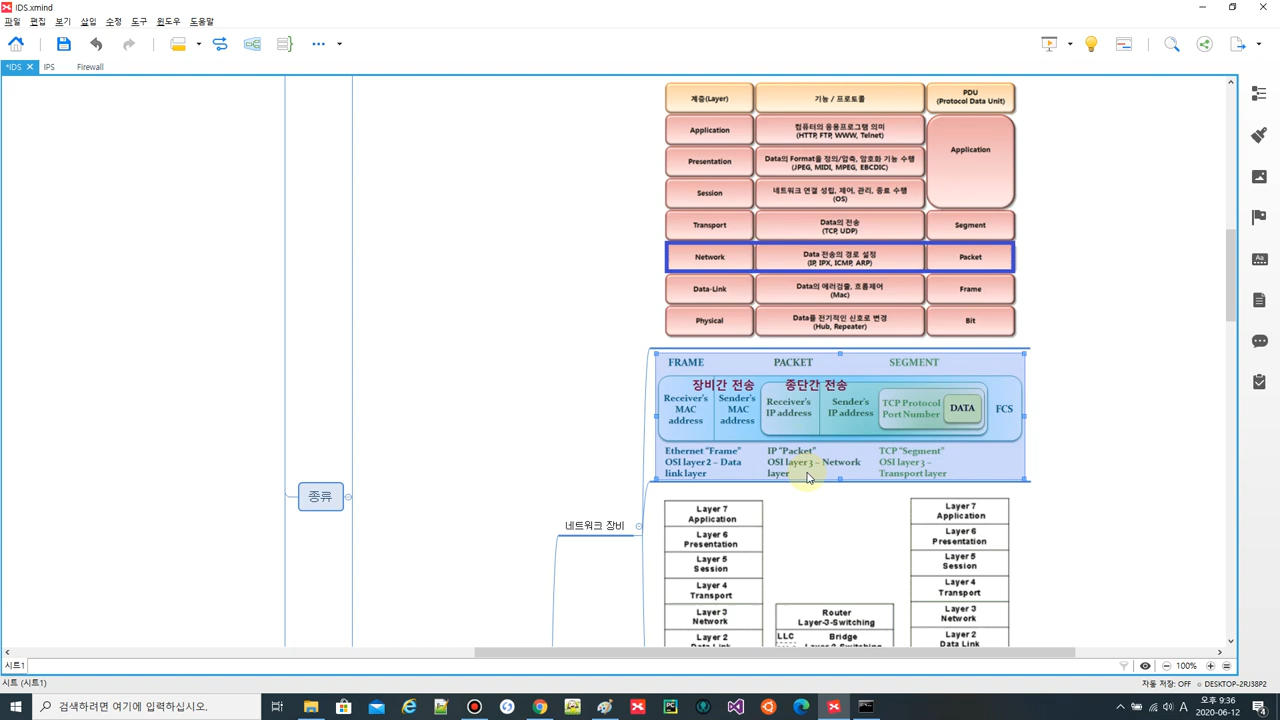 IDS.xmind
파일 편집 보기 삽입 수정 도구 윈도우 도움말
*IDS IPS Firewall
계층(Layer) 기능 / 프로토콜 PDU
(Protocol Data Unit)
Application 컴퓨터의 응용프로그램 의미
(HTTP, FTP, WWW, Telnet) Application
Presentation Data의 Format을 정의/압축, 암호화 기능 수행
(JPEG, MIDI, MPEG, EBCDIC)
Session 네트워크 연결 성립, 제어, 관리, 종료 수행
(OS)
Transport Data의 전송
(TCP, UDP) Segment
Network Data 전송의 경로 설정
(IP, IPX, ICMP, ARP) Packet
Data-Link Data의 에러검출, 흐름제어
(Mac) Frame
Physical Data를 전기적인 신호로 변경
(Hub, Repeater) Bit
FRAME PACKET SEGMENT
장비간 전송 종단간 전송
Receiver's
MAC
address
Sender's
MAC
address
Receiver's
IP address
Sender's
IP address
TCP Protocol
Port Number
DATA
FCS
Ethernet "Frame"
OSI layer 2 – Data
link layer
IP "Packet"
OSI layer 3 – Network
layer
TCP "Segment"
OSI layer 3 –
Transport layer
종류
네트워크 장비
Layer 7
Application
Layer 6
Presentation
Layer 5
Session
Layer 4
Transport
Layer 3
Network
Layer 2
Data Link
Router
Layer-3-Switching
LLC Bridge
Layer-2-Switching
Layer 7
Application
Layer 6
Presentation
Layer 5
Session
Layer 4
Transport
Layer 3
Network
Layer 2
Data Link
시트1
100%
시트 (시트1)
자동 저장: OFF DESKTOP-2RJ38P2
검색하려면 여기에 입력하십시오.
A
오후 9:36
2020-06-12
4